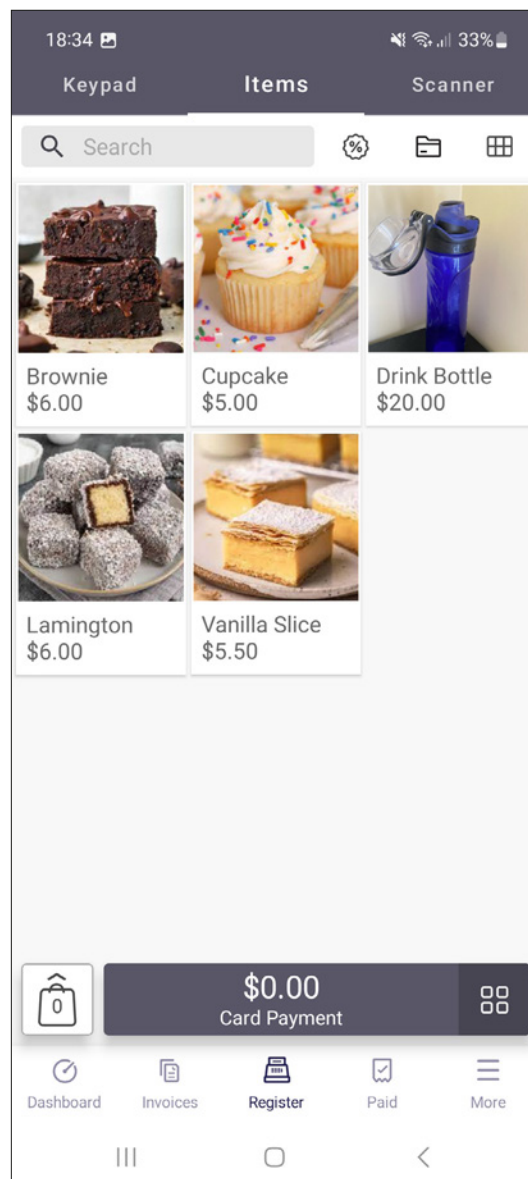 18:34 33%
Keypad Items Scanner
Search
Brownie
$6.00
Cupcake
$5.00
Drink Bottle
$20.00
Lamington
$6.00
Vanilla Slice
$5.50
0
$0.00
Card Payment
Dashboard Invoices Register Paid More